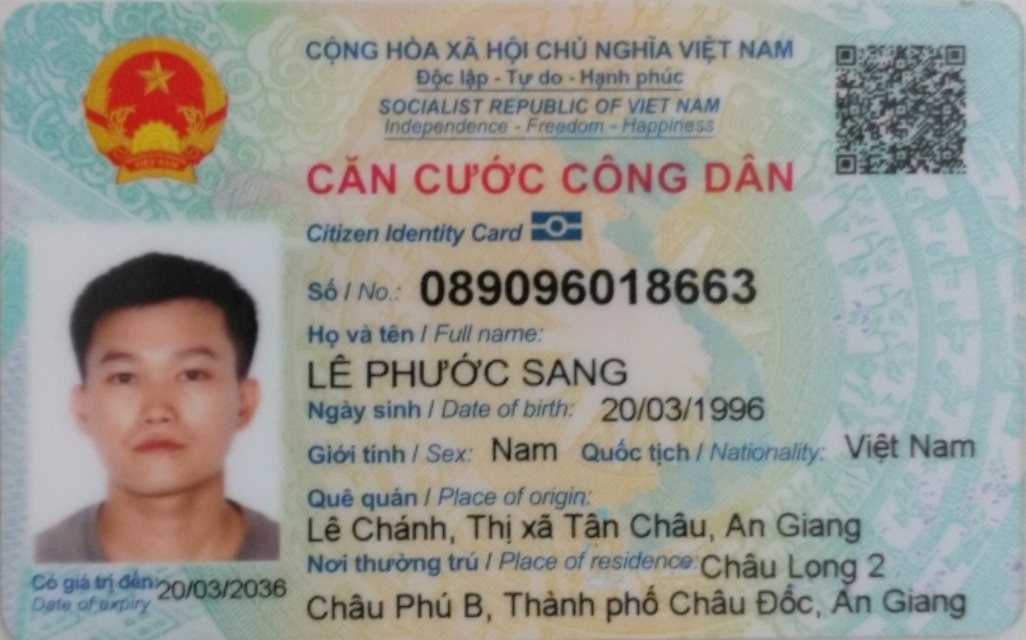 CỘNG HÒA XÃ HỘI CHỦ NGHĨA VIỆT NAM
Độc lập - Tự do - Hạnh phúc
SOCIALIST REPUBLIC OF VIET NAM
Independence - Freedom - Happiness
CĂN CƯỚC CÔNG DÂN
Citizen Identity Card
Số / No.: 089096018663
Họ và tên / Full name:
LÊ PHƯỚC SANG
Ngày sinh / Date of birth: 20/03/1996
Giới tính / Sex: Nam Quốc tịch / Nationality: Việt Nam
Quê quán / Place of origin:
Lê Chánh, Thị xã Tân Châu, An Giang
Nơi thường trú / Place of residence: Châu Long 2
Châu Phú B, Thành phố Châu Đốc, An Giang
Có giá trị đến: 20/03/2036
Date of expiry
VIỆT NAM